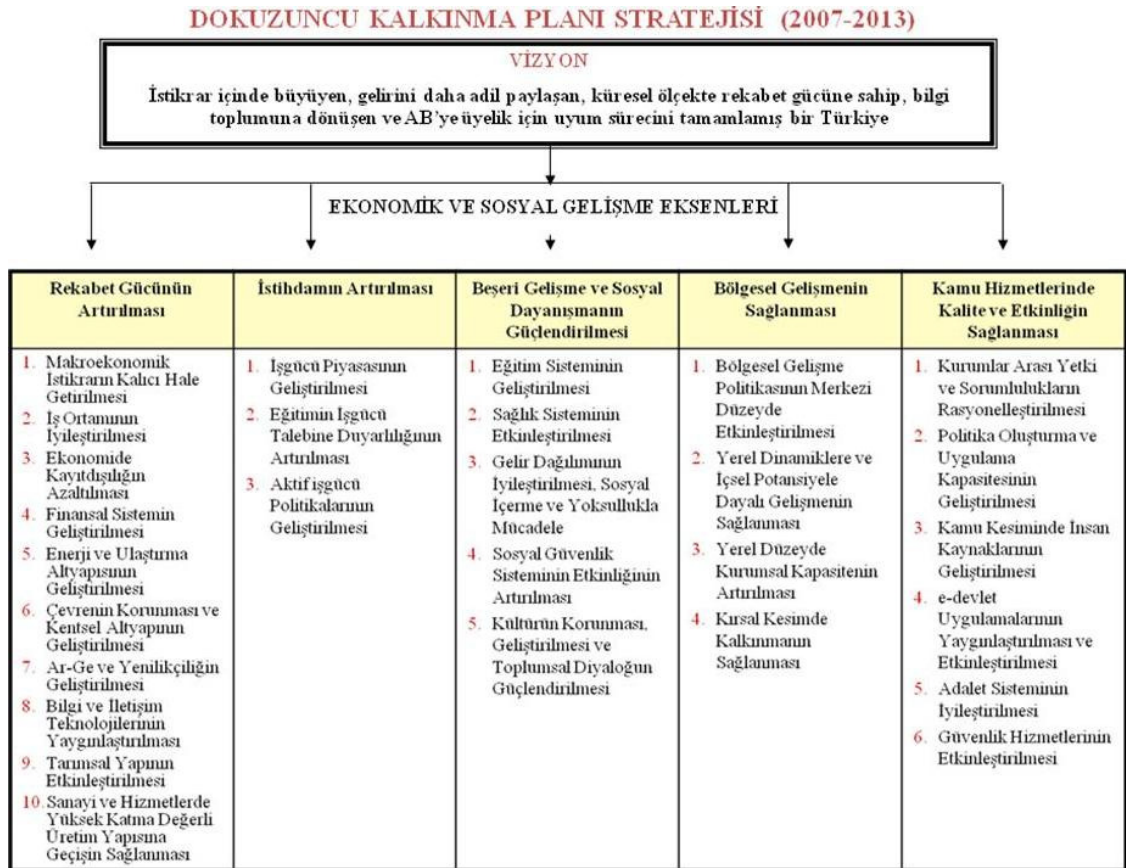 DOKUZUNCU KALKINMA PLANI STRATEJİSİ (2007-2013)
VİZYON
İstikrar içinde büyüyen, gelirini daha adil paylaşan, küresel ölçekte rekabet gücüne sahip, bilgi
toplumuna dönüşen ve AB'ye üyelik için uyum sürecini tamamlamış bir Türkiye
EKONOMİK VE SOSYAL GELİŞME EKSENLERİ
Rekabet Gücünün
Artırılması
1. Makroekonomik
İstikrarın Kalıcı Hale
Getirilmesi
2. İş Ortamının
İyileştirilmesi
3. Ekonomide
Kayıtdışılığın
Azaltılması
4. Finansal Sistemin
Geliştirilmesi
5. Enerji ve Ulaştırma
Altyapısının
Geliştirilmesi
6. Çevrenin Korunması ve
Kentsel Altyapının
Geliştirilmesi
7. Ar-Ge ve Yenilikçiliğin
Geliştirilmesi
8. Bilgi ve İletişim
Teknolojilerinin
Yaygınlaştırılması
9. Tarımsal Yapının
Etkinleştirilmesi
10. Sanayi ve Hizmetlerde
Yüksek Katma Değerli
Üretim Yapısına
Geçişin Sağlanması
İstihdamın Artırılması
1. İşgücü Piyasasının
Geliştirilmesi
2. Eğitimin İşgücü
Talebine Duyarlılığının
Artırılması
3. Aktif işgücü
Politikalarının
Geliştirilmesi
Beşeri Gelişme ve Sosyal
Dayanışmanın
Güçlendirilmesi
1. Eğitim Sisteminin
Geliştirilmesi
2. Sağlık Sisteminin
Etkinleştirilmesi
3. Gelir Dağılımının
İyileştirilmesi, Sosyal
İçerme ve Yoksullukla
Mücadele
4. Sosyal Güvenlik
Sisteminin Etkinliğinin
Artırılması
5. Kültürün Korunması,
Geliştirilmesi ve
Toplumsal Diyaloğun
Güçlendirilmesi
Bölgesel Gelişmenin
Sağlanması
1. Bölgesel Gelişme
Politikasının Merkezi
Düzeyde
Etkinleştirilmesi
2. Yerel Dinamiklere ve
İçsel Potansiyele
Dayalı Gelişmenin
Sağlanması
3. Yerel Düzeyde
Kurumsal Kapasitenin
Artırılması
4. Kırsal Kesimde
Kalkınmanın
Sağlanması
Kamu Hizmetlerinde
Kalite ve Etkinliğin
Sağlanması
1. Kurumlar Arası Yetki
ve Sorumlulukların
Rasyonelleştirilmesi
2. Politika Oluşturma ve
Uygulama
Kapasitesinin
Geliştirilmesi
3. Kamu Kesiminde İnsan
Kaynaklarının
Geliştirilmesi
4. e-devlet
Uygulamalarının
Yaygınlaştırılması ve
Etkinleştirilmesi
5. Adalet Sisteminin
İyileştirilmesi
6. Güvenlik Hizmetlerinin
Etkinleştirilmesi